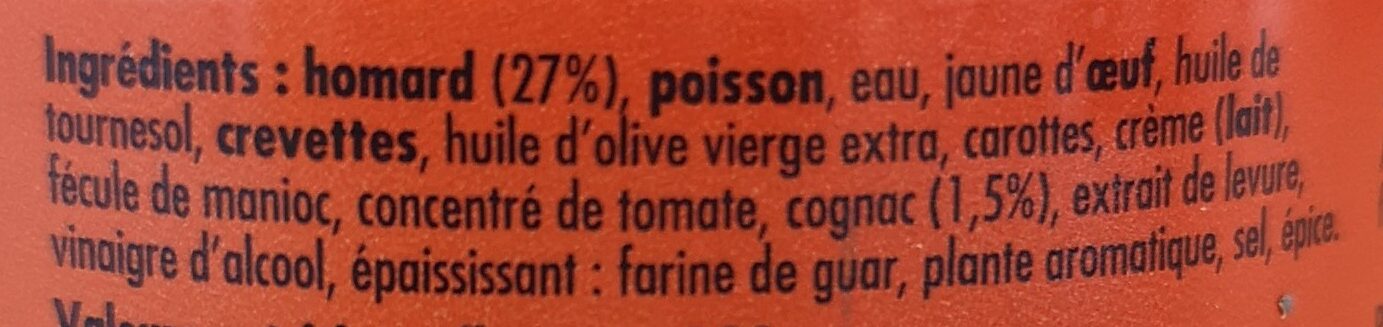 Ingrédients : homard (27%), poisson, eau, jaune d'œuf, huile de
tournesol, crevettes, huile d'olive vierge extra, carottes, crème (lait),
fécule de manioc, concentré de tomate, cognac (1,5%), extrait de levure,
vinaigre d'alcool, épaississant : farine de guar, plante aromatique, sel, épice.